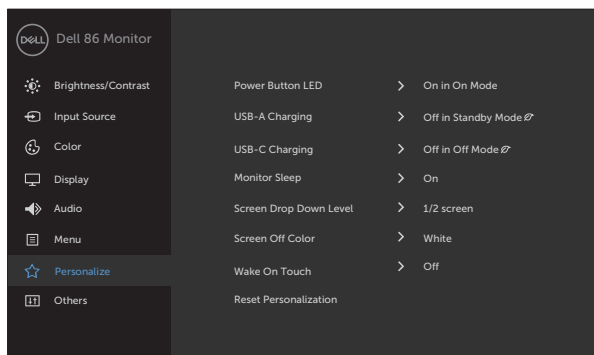 DELL Dell 86 Monitor
Brightness/Contrast
Input Source
Color
Display
Audio
Menu
Personalize
Others
Power Button LED > On in On Mode
USB-A Charging > Off in Standby Mode
USB-C Charging > Off in Off Mode
Monitor Sleep > On
Screen Drop Down Level > 1/2 screen
Screen Off Color > White
Wake On Touch > Off
Reset Personalization